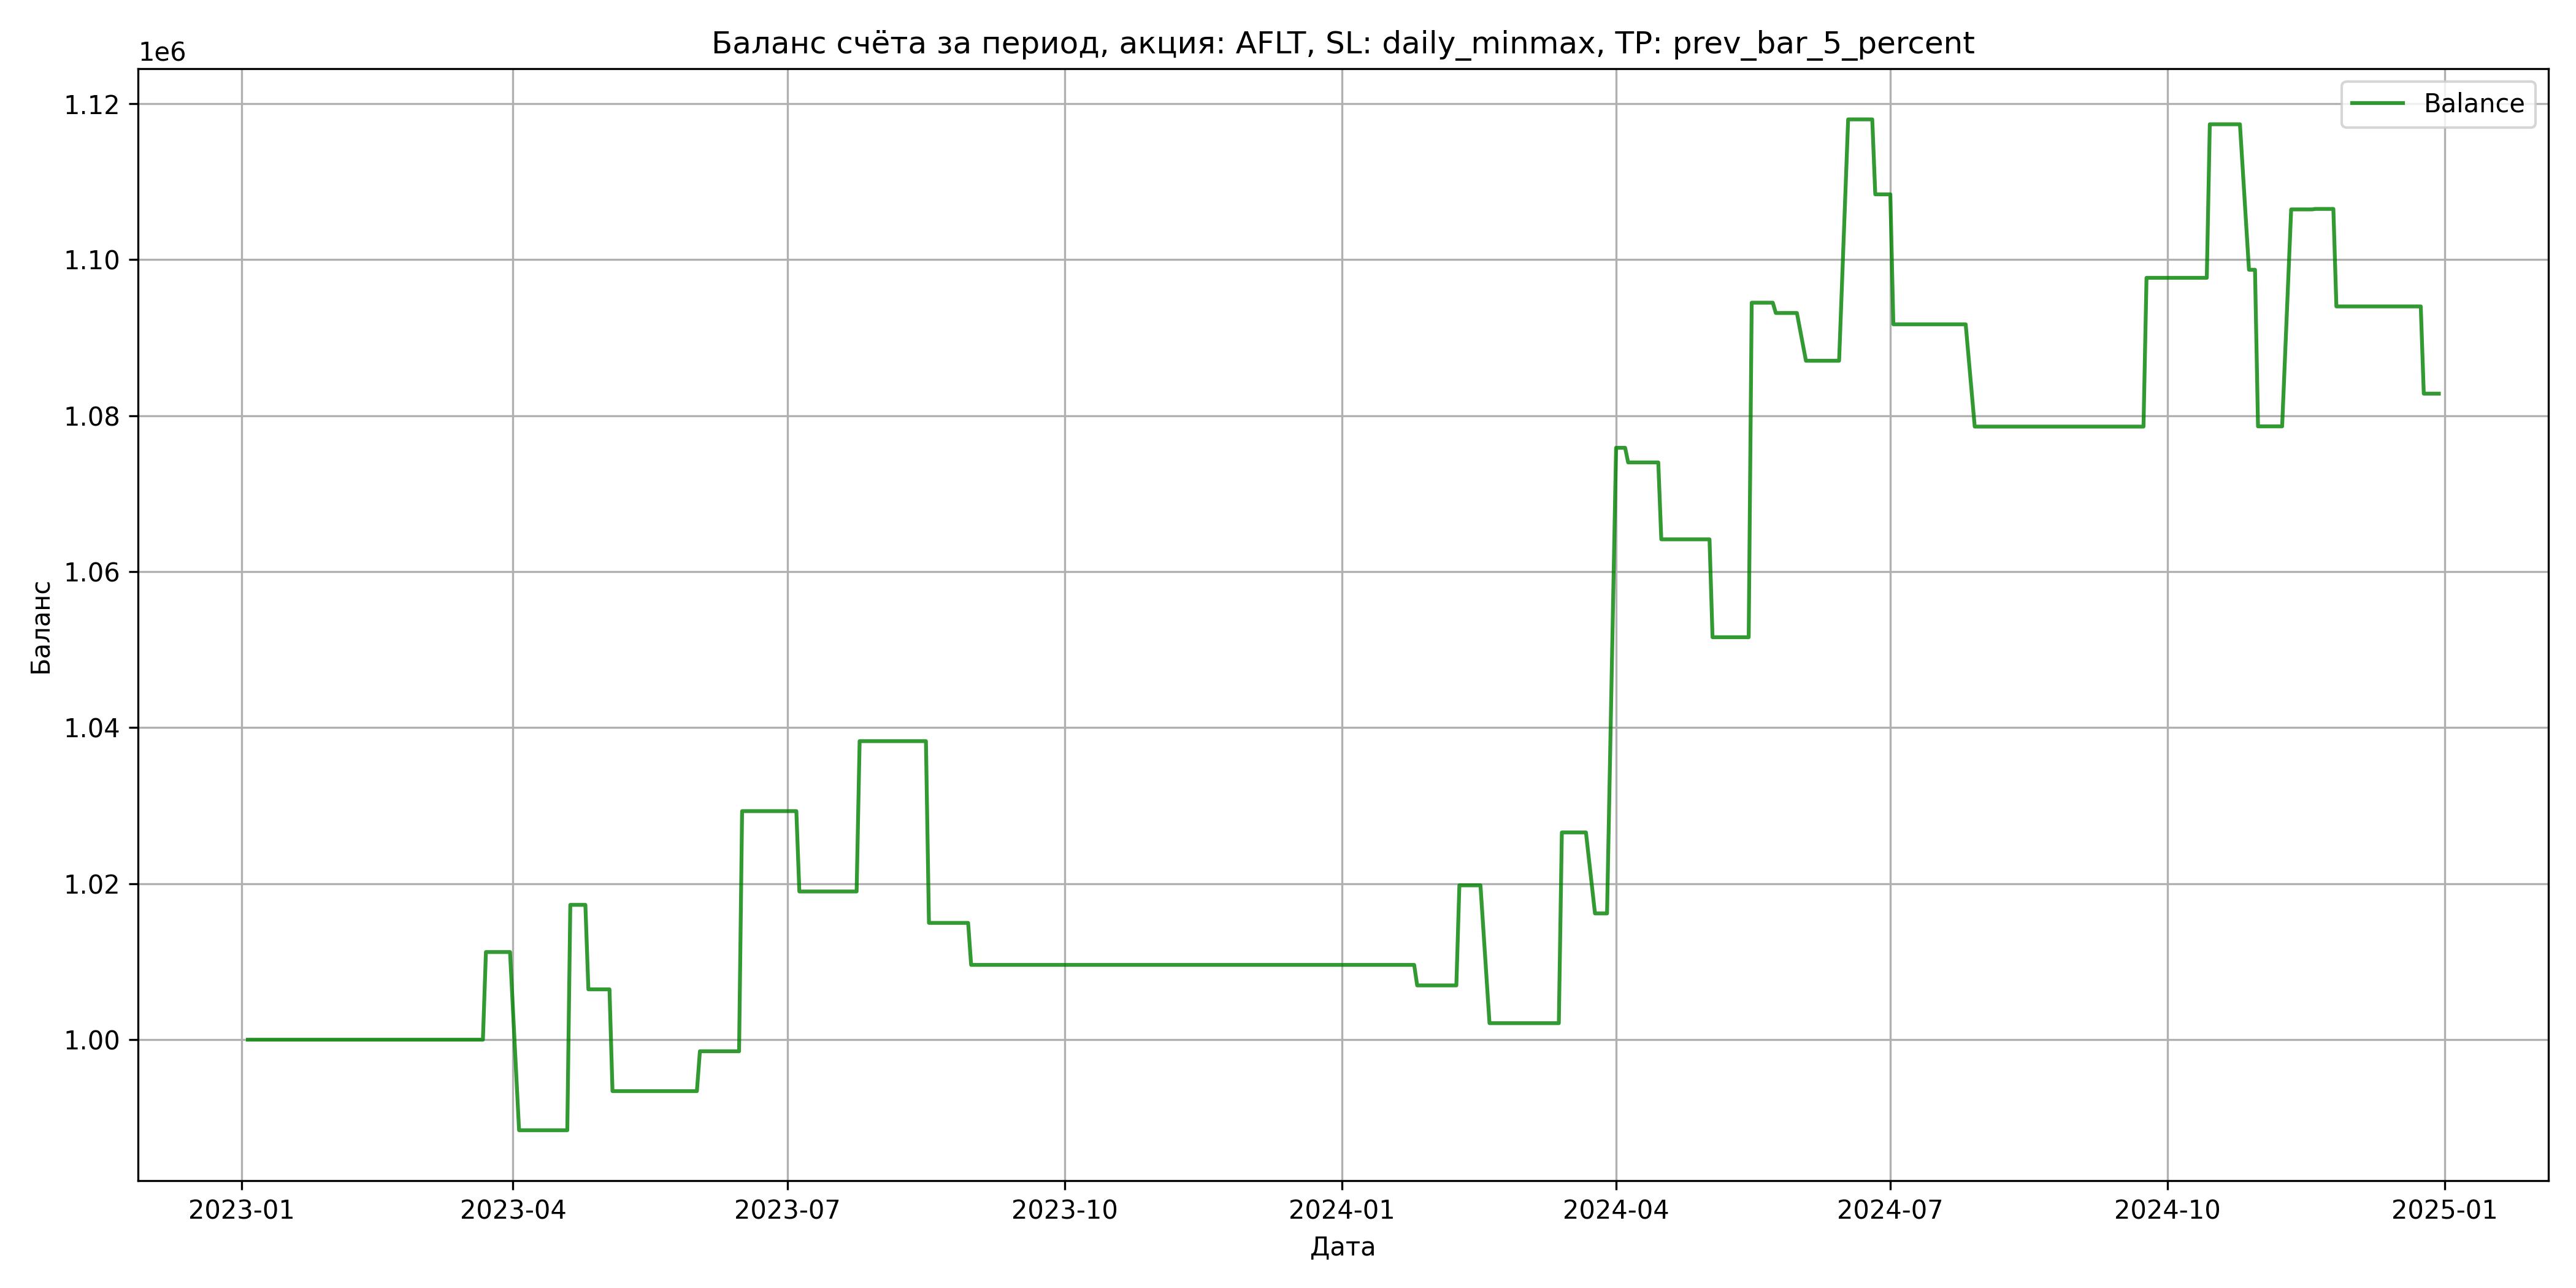 Баланс счёта за период, акция: AFLT, SL: daily_minmax, TP: prev_bar_5_percent
1e6
Balance
1.12
1.10
1.08
1.06
1.04
1.02
1.00
Баланс
2023-01 2023-04 2023-07 2023-10 2024-01 2024-04 2024-07 2024-10 2025-01
Дата